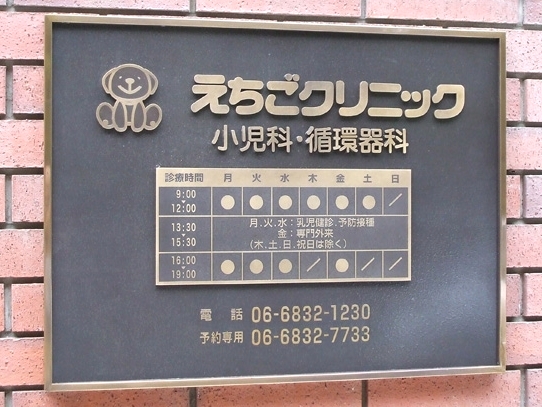 えちごクリニック
小児科・循環器科
診療時間 月 火 水 木 金 土 日
9:00 ~ 12:00 ● ● ● ● ● ● /
13:30 ~ 15:30 月.火.水:乳児健診.予防接種
金:専門外来
(木.土.日.祝日は除く)
16:00 ~ 19:00 ● ● ● / ● / /
電話 06-6832-1230
予約専用 06-6832-7733